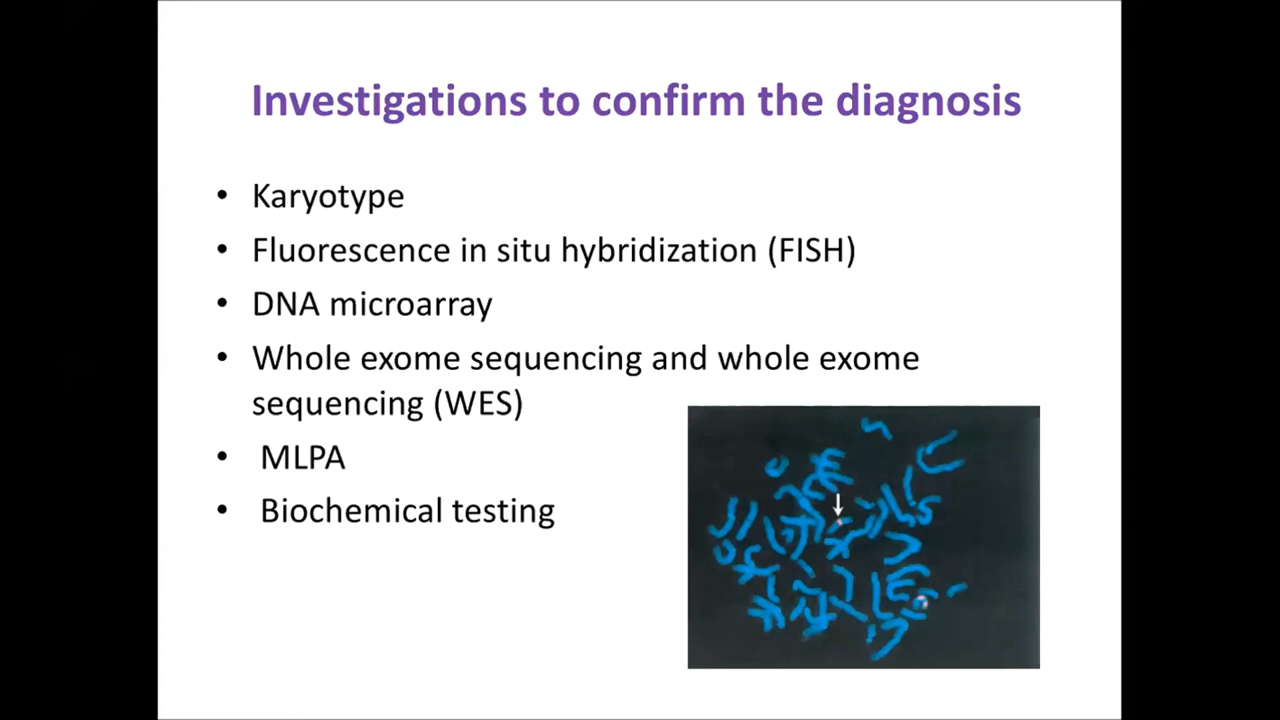 Investigations to confirm the diagnosis
• Karyotype
• Fluorescence in situ hybridization (FISH)
• DNA microarray
• Whole exome sequencing and whole exome
sequencing (WES)
• MLPA
• Biochemical testing